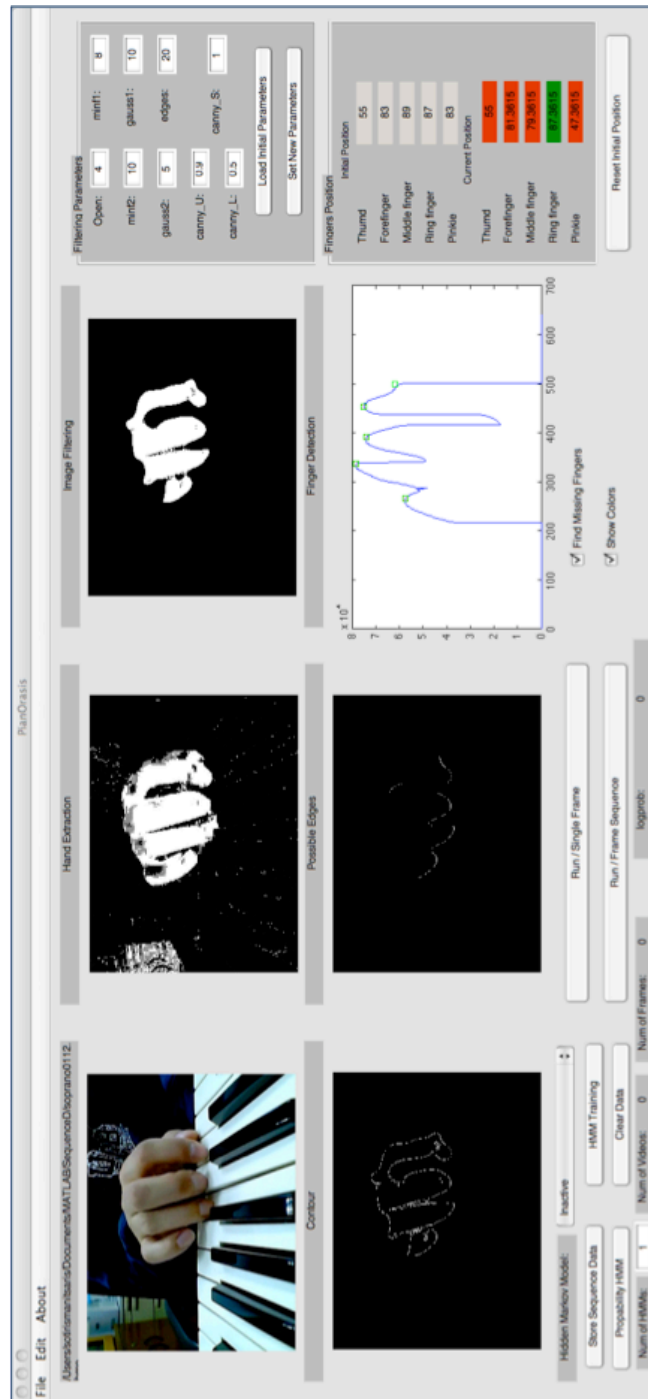 PianOrasis
File Edit About
/Users/sotirismanitsaris/Documents/MATLAB/SequenceD/soprano0112.
Hand Extraction
Image Filtering
Filtering Parameters
Open: 4 minf1: 8
minf2: 10 gauss1: 10
gauss2: 5 edges: 20
canny_U: 0.9
canny_L: 0.5 canny_S: 1
Load Initial Parameters
Set New Parameters
Contour
Possible Edges
Finger Detection
x 10⁴
8
7
6
5
4
3
2
1
0
0 100 200 300 400 500 600 700
Fingers Position
Initial Position
Thumd 55
Forefinger 83
Middle finger 89
Ring finger 87
Pinkie 83
Current Position
Thumd 55
Forefinger 81.3615
Middle finger 79.3615
Ring finger 87.3615
Pinkie 47.3615
Reset Initial Position
Hidden Markov Model: Inactive
Store Sequence Data HMM Training
Propability HMM Clear Data
Run / Single Frame
Run / Frame Sequence
Find Missing Fingers
Show Colors
Num of HMMs: 1 Num of Videos: 0 Num of Frames: 0 logprob: 0